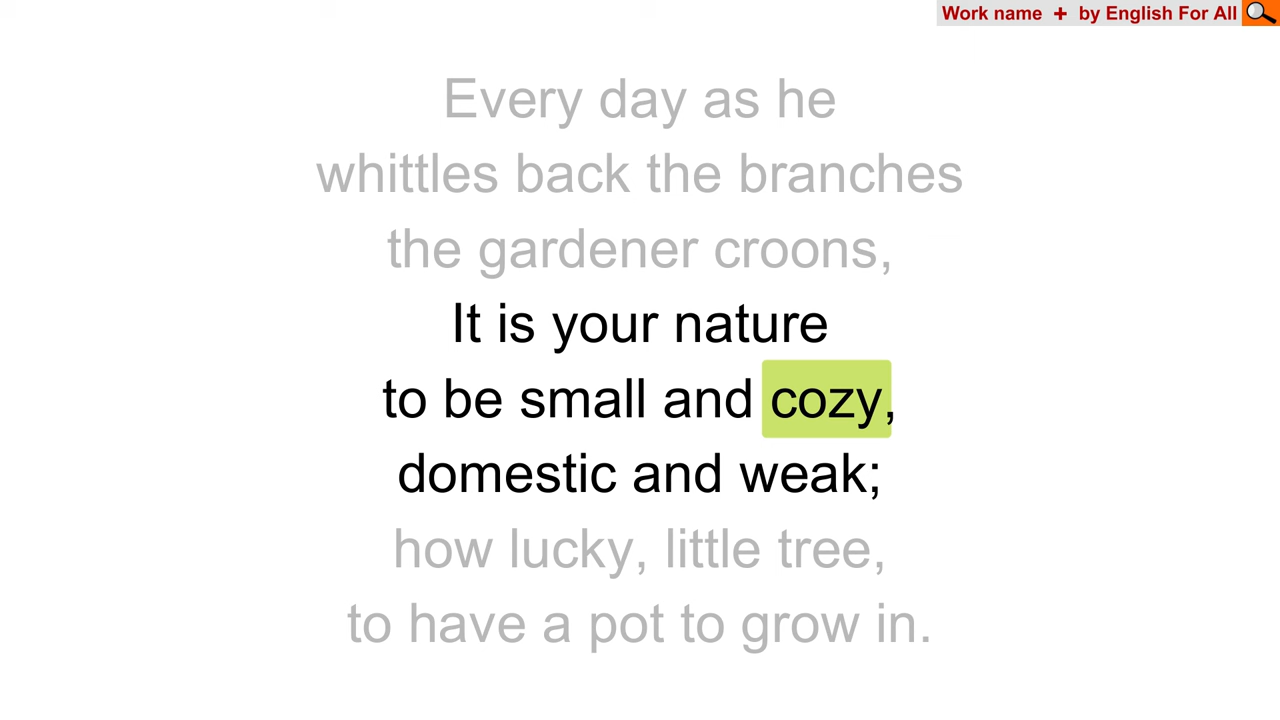 Work name + by English For All
Every day as he
whittles back the branches
the gardener croons,
It is your nature
to be small and cozy,
domestic and weak;
how lucky, little tree,
to have a pot to grow in.